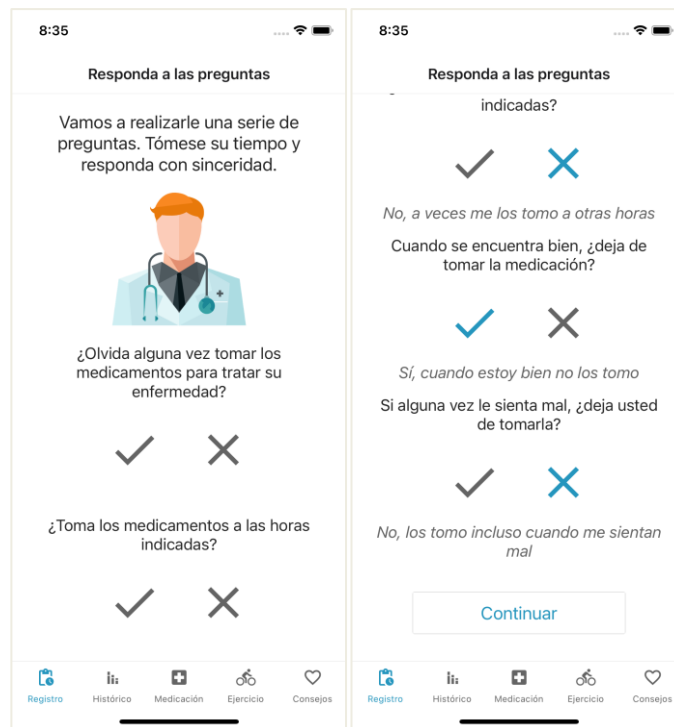 8:35
Responda a las preguntas
Vamos a realizarle una serie de
preguntas. Tómese su tiempo y
responda con sinceridad.
¿Olvida alguna vez tomar los
medicamentos para tratar su
enfermedad?
¿Toma los medicamentos a las horas
indicadas?
Registro
Histórico
Medicación
Ejercicio
Consejos
8:35
Responda a las preguntas
indicadas?
No, a veces me los tomo a otras horas
Cuando se encuentra bien, ¿deja de
tomar la medicación?
Sí, cuando estoy bien no los tomo
Si alguna vez le sienta mal, ¿deja usted
de tomarla?
No, los tomo incluso cuando me sientan
mal
Continuar
Registro
Histórico
Medicación
Ejercicio
Consejos